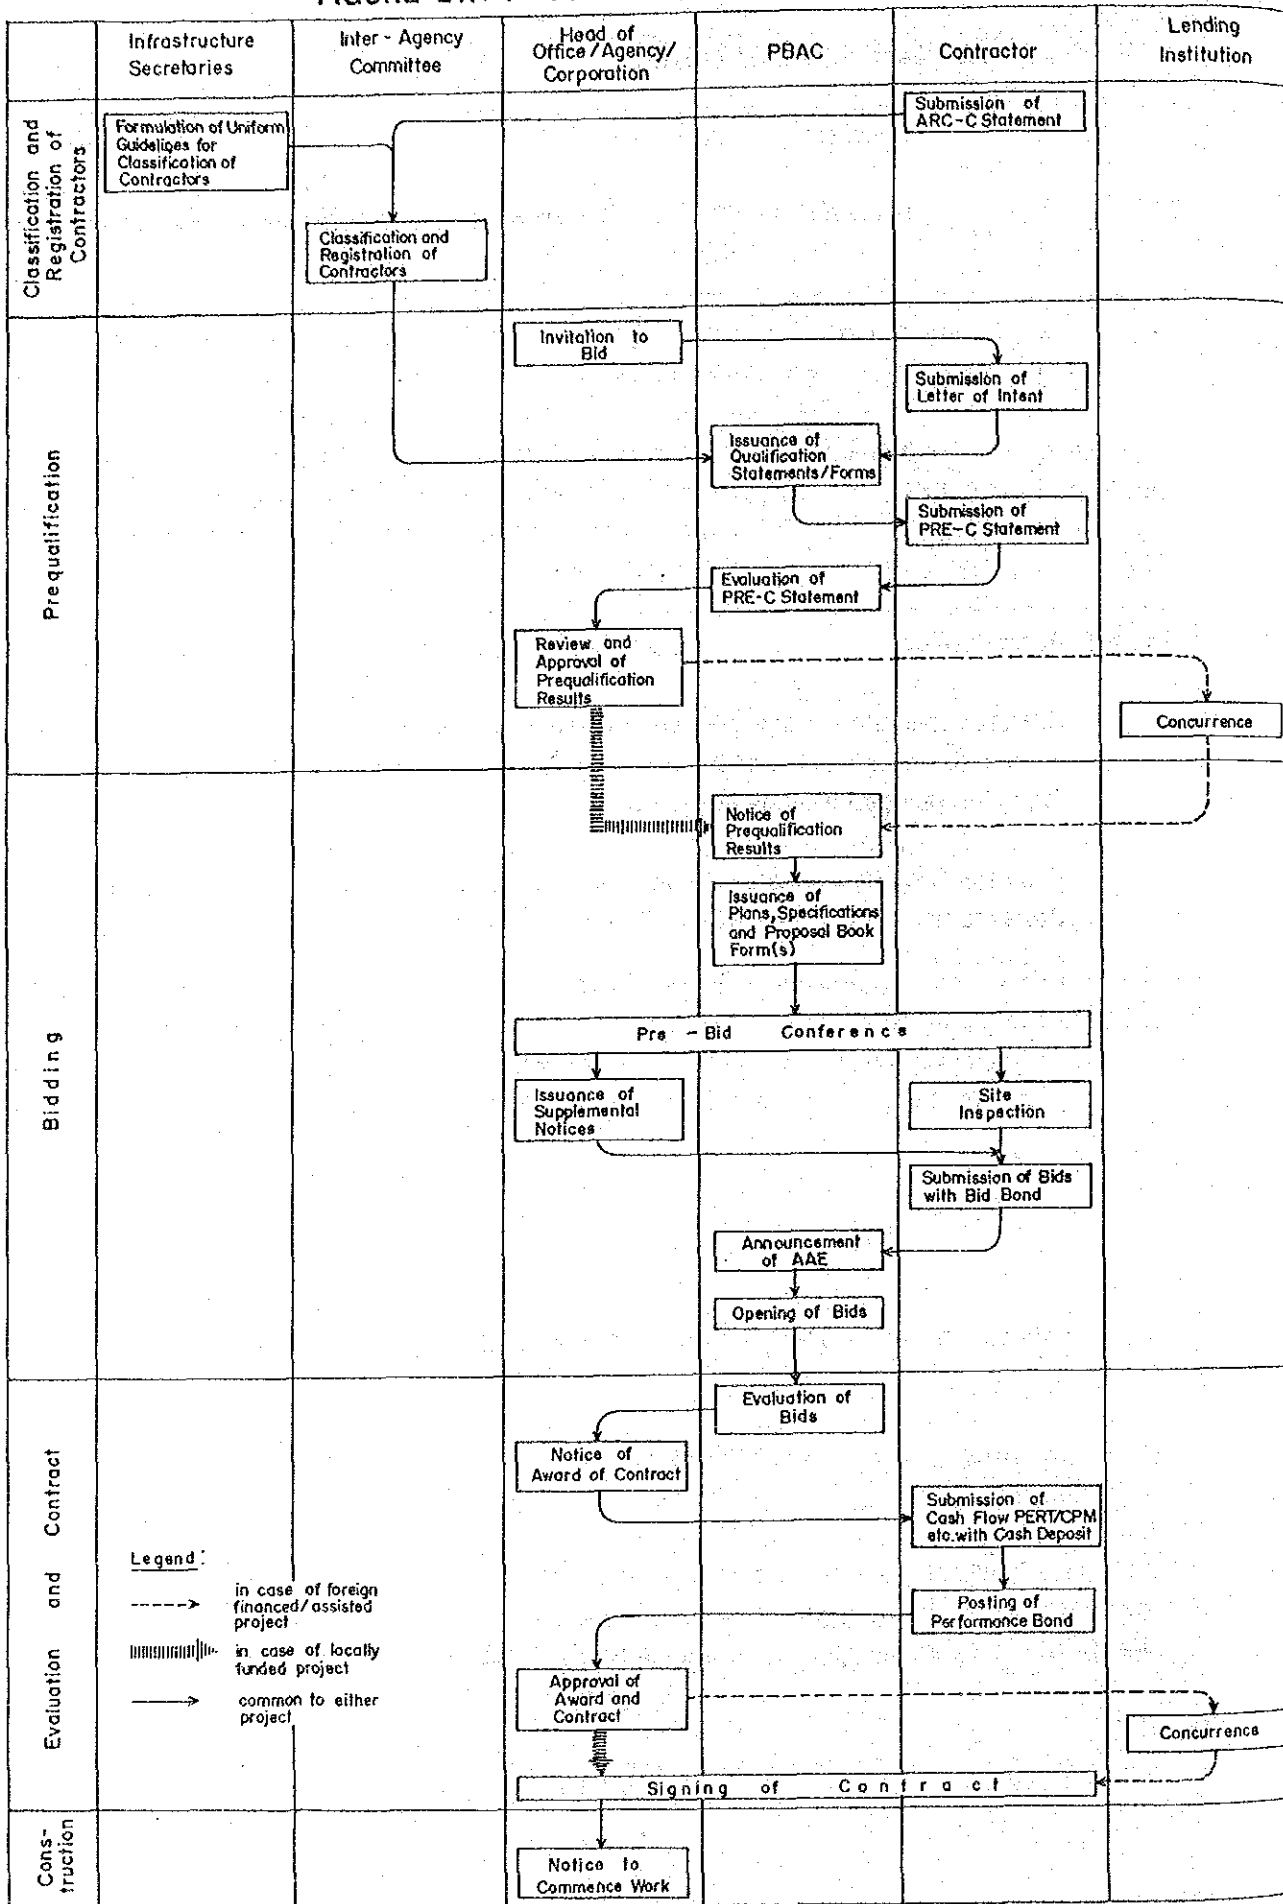 Infrastructure
Secretaries
Inter - Agency
Committee
Head of
Office/Agency/
Corporation
PBAC
Contractor
Lending
Institution
Classification and
Registration of
Contractors
Formulation of Uniform
Guidelines for
Classification of
Contractors
Submission of
ARC-C Statement
Classification and
Registration of
Contractors
Prequalification
Invitation to
Bid
Submission of
Letter of Intent
Issuance of
Qualification
Statements/Forms
Submission of
PRE-C Statement
Evaluation of
PRE-C Statement
Review and
Approval of
Prequalification
Results
Concurrence
Bidding
Notice of
Prequalification
Results
Issuance of
Plans, Specifications
and Proposal Book
Form(s)
Pre - Bid Conference
Issuance of
Supplemental
Notices
Site
Inspection
Submission of Bids
with Bid Bond
Announcement
of AAE
Opening of Bids
Evaluation and Contract
Evaluation of
Bids
Notice of
Award of Contract
Submission of
Cash Flow PERT/CPM
etc. with Cash Deposit
Posting of
Performance Bond
Approval of
Award and
Contract
Concurrence
Signing of Contract
Legend:
in case of foreign
financed/assisted
project
in case of locally
funded project
common to either
project
Cons-
truction
Notice to
Commence Work